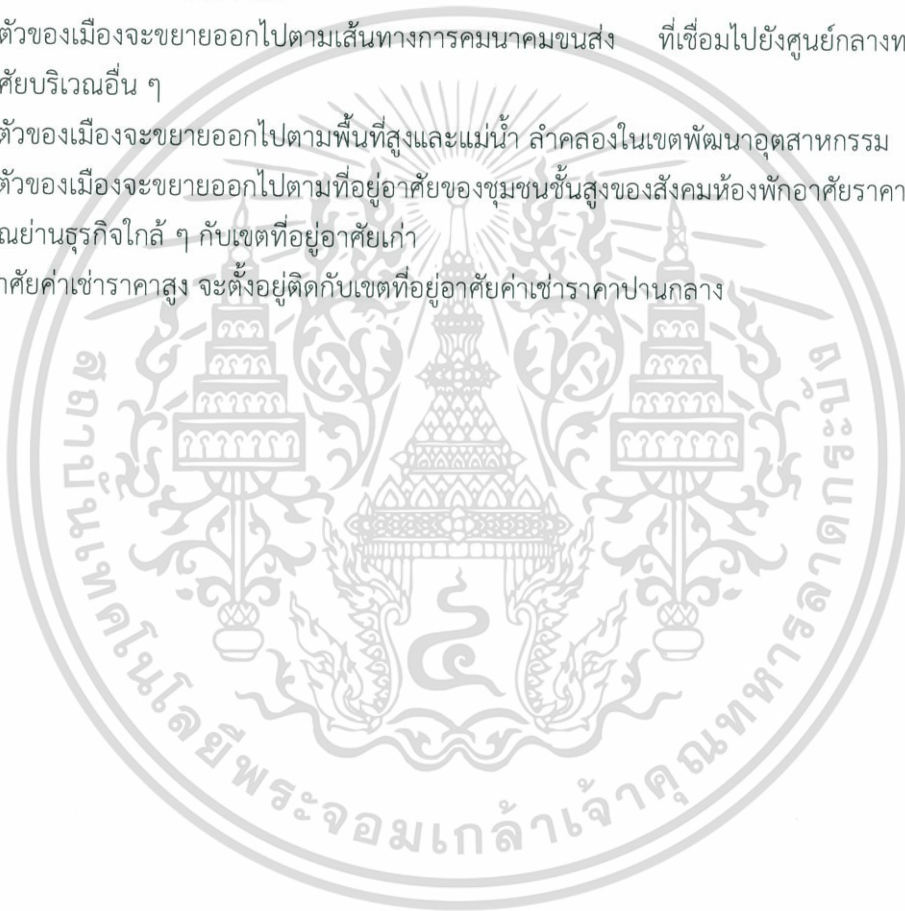 ตัวของเมืองจะขยายออกไปตามเส้นทางการคมนาคมขนส่ง ที่เชื่อมไปยังศูนย์กลางท
ศัยบริเวณอื่น ๆ
ตัวของเมืองจะขยายออกไปตามพื้นที่สูงและแม่น้ำ ลำคลองในเขตพัฒนาอุตสาหกรรม
ตัวของเมืองจะขยายออกไปตามที่อยู่อาศัยของชุมชนชั้นสูงของสังคมห้องพักอาศัยราคา
ณย่านธุรกิจใกล้ ๆ กับเขตที่อยู่อาศัยเก่า
าศัยค่าเช่าราคาสูง จะตั้งอยู่ติดกับเขตที่อยู่อาศัยค่าเช่าราคาปานกลาง
สถาบันเทคโนโลยีพระจอมเกล้าเจ้าคุณทหารลาดกระบัง
๔